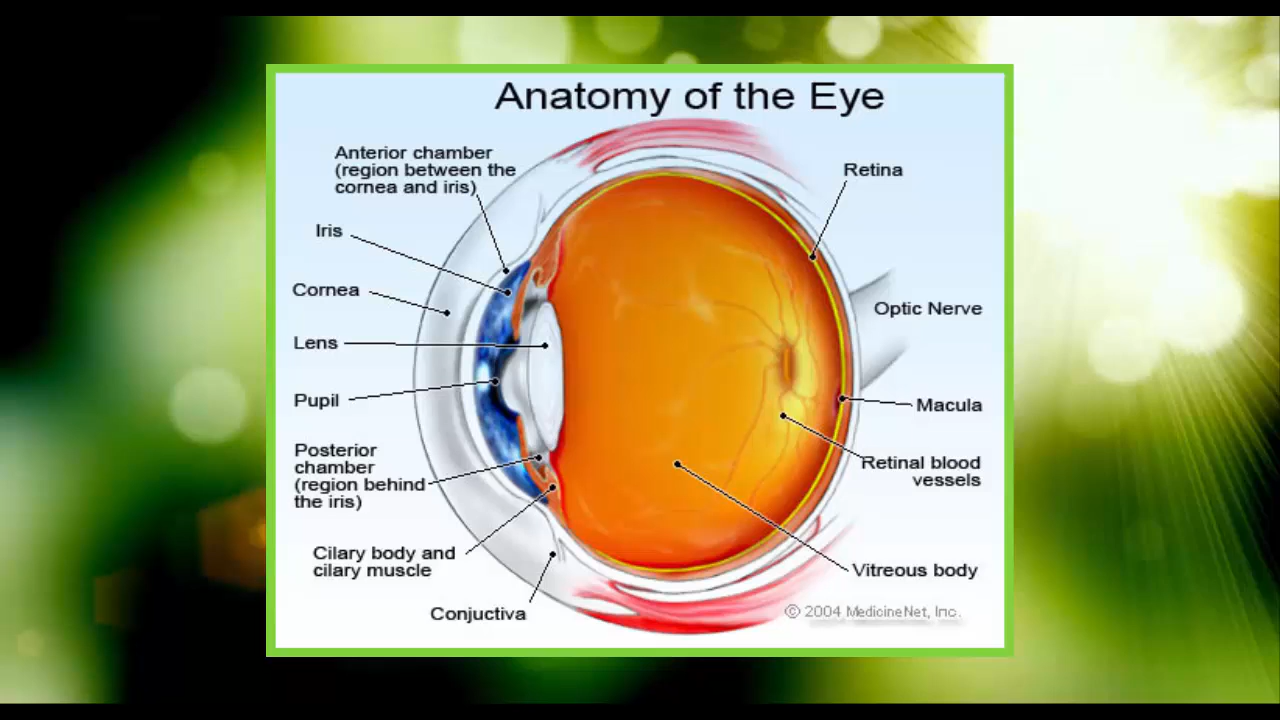 Anatomy of the Eye
Anterior chamber
(region between the
cornea and iris)
Iris
Cornea
Lens
Pupil
Posterior
chamber
(region behind
the iris)
Cilary body and
cilary muscle
Conjuctiva
Retina
Optic Nerve
Macula
Retinal blood
vessels
Vitreous body
© 2004 MedicineNet, Inc.